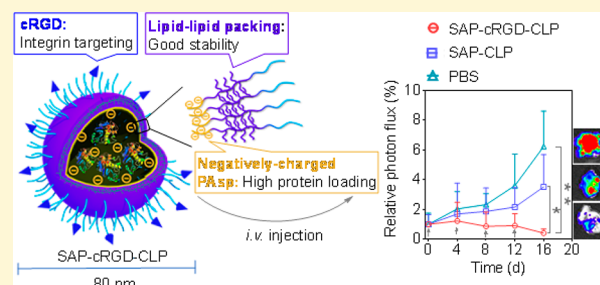 cRGD:
Integrin targeting
Lipid-lipid packing:
Good stability
Negatively-charged
PAsp: High protein loading
i.v. injection
SAP-cRGD-CLP
80 nm
SAP-cRGD-CLP
SAP-CLP
PBS
Relative photon flux (%)
10
8
6
4
2
0
0 4 8 12 16 20
Time (d)
*
**